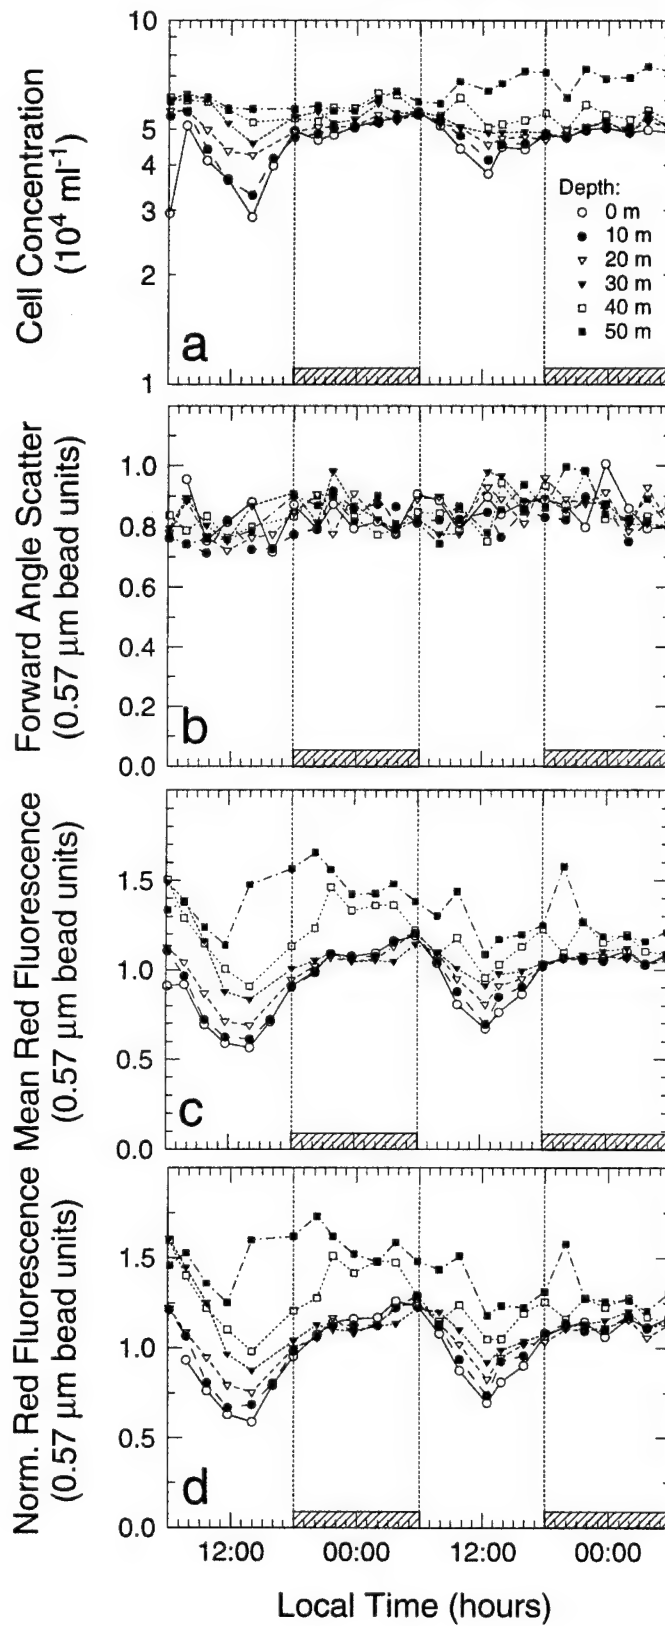 Cell Concentration
(10⁴ ml⁻¹)
10
5
4
3
2
1
a
Depth:
0 m
10 m
20 m
30 m
40 m
50 m
Forward Angle Scatter
(0.57 µm bead units)
1.0
0.8
0.6
0.4
0.2
0.0
b
Mean Red Fluorescence
(0.57 µm bead units)
1.5
1.0
0.5
0.0
c
Norm. Red Fluorescence
(0.57 µm bead units)
1.5
1.0
0.5
0.0
d
12:00 00:00 12:00 00:00
Local Time (hours)